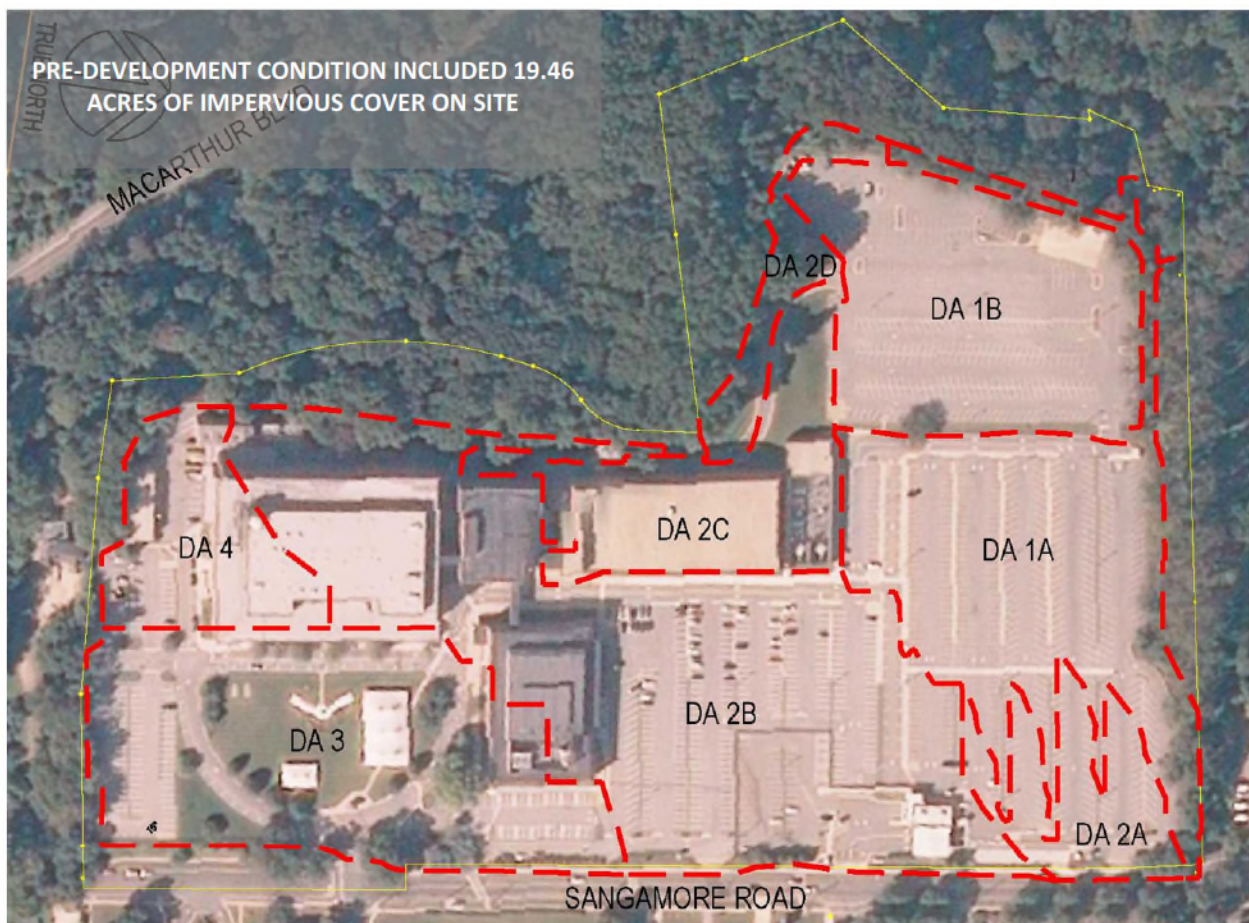 PRE-DEVELOPMENT CONDITION INCLUDED 19.46
ACRES OF IMPERVIOUS COVER ON SITE
TRUE NORTH
MACARTHUR BLVD
DA 2D
DA 1B
DA 4
DA 2C
DA 1A
DA 3
DA 2B
DA 2A
SANGAMORE ROAD